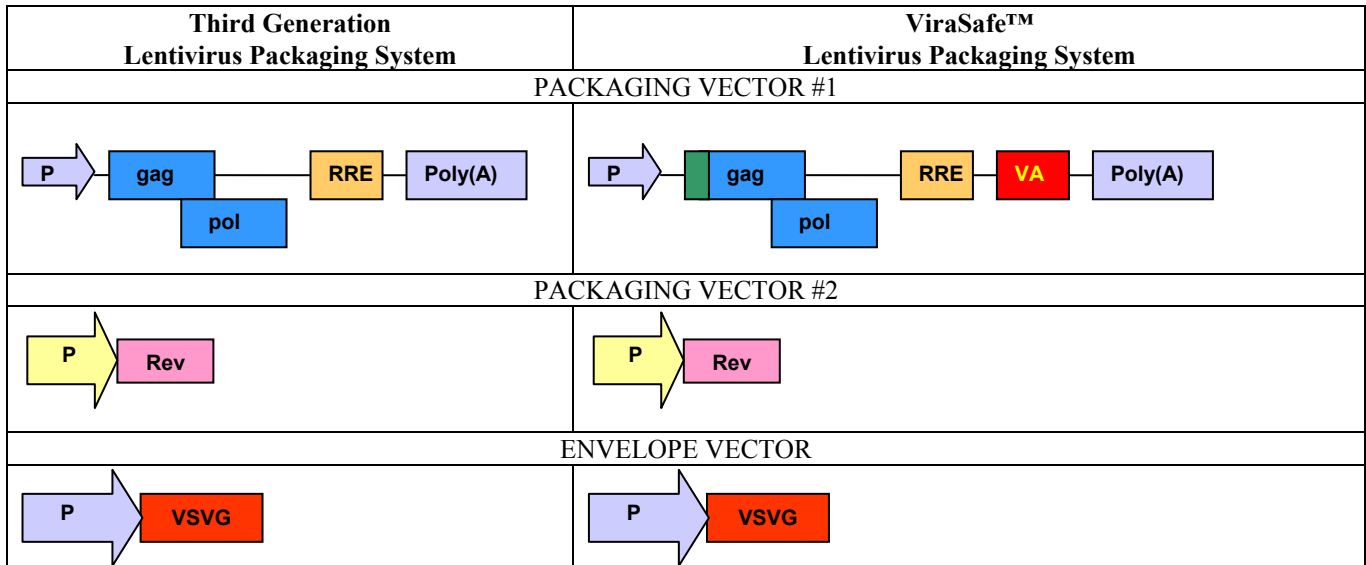 Third Generation
Lentivirus Packaging System
ViraSafe™
Lentivirus Packaging System
PACKAGING VECTOR #1
P gag RRE Poly(A)
pol
P gag RRE VA Poly(A)
pol
PACKAGING VECTOR #2
P Rev
P Rev
ENVELOPE VECTOR
P VSVG
P VSVG